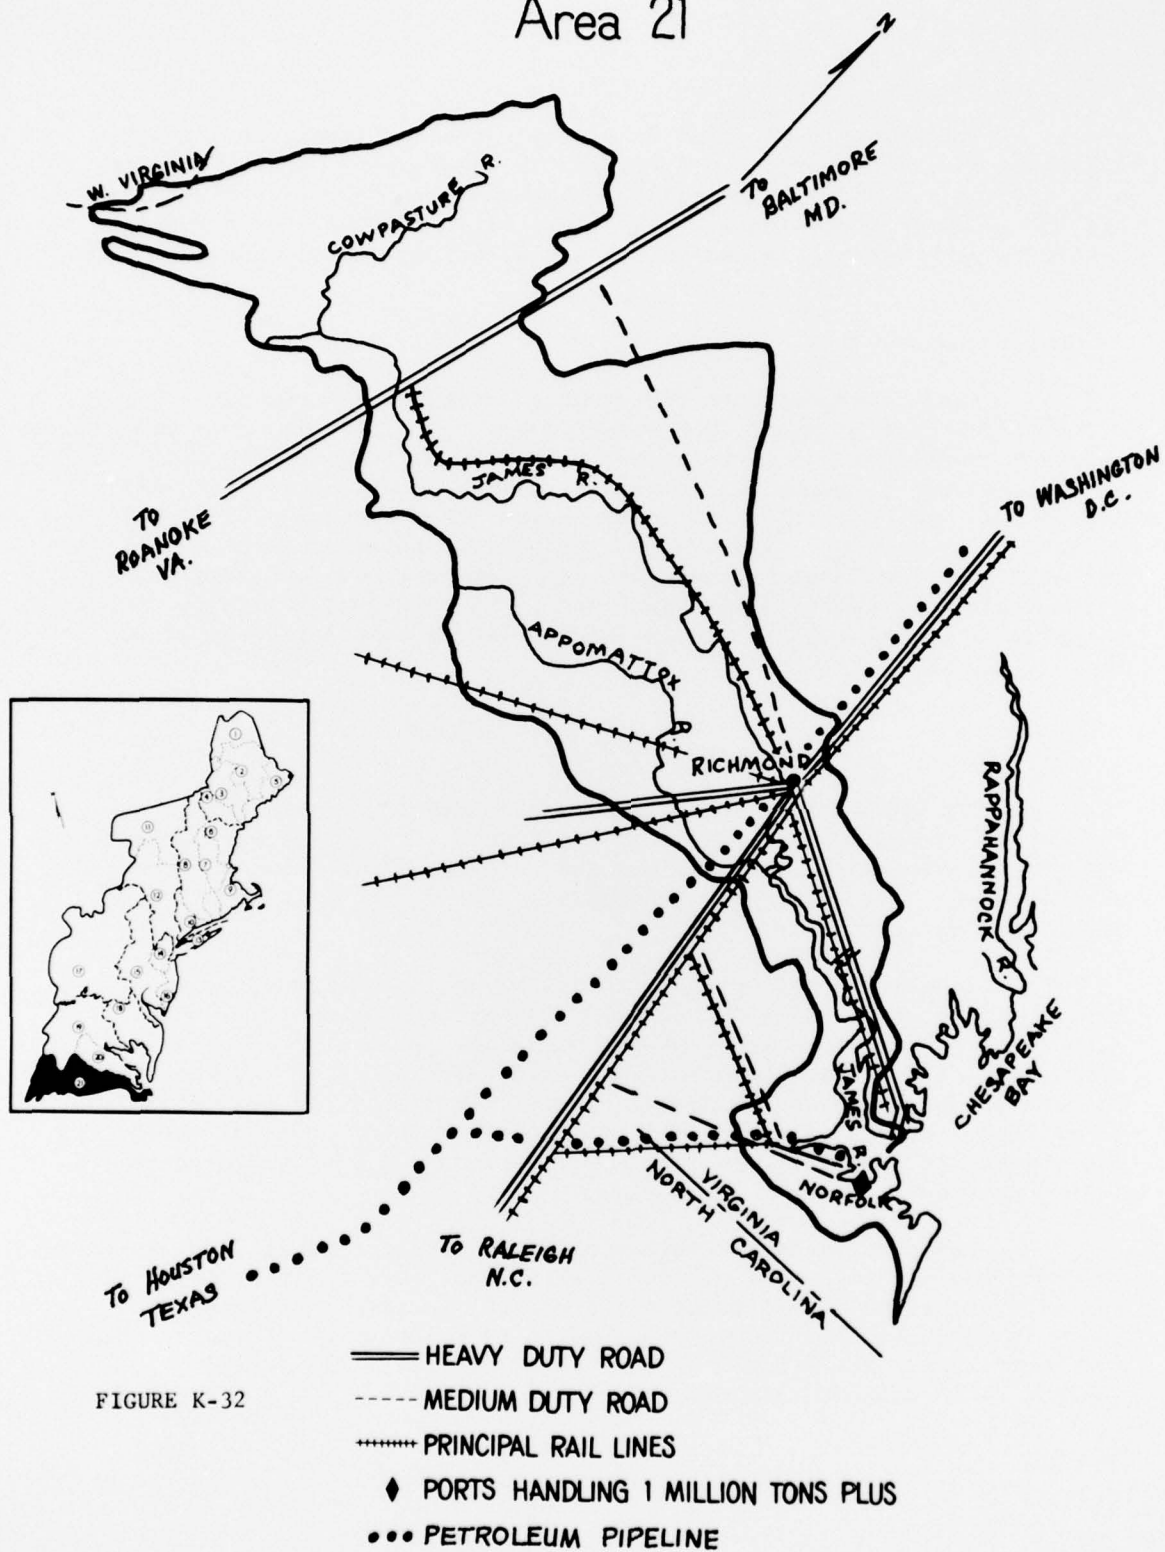 Area 21
N
W. VIRGINIA
COWPASTURE R.
TO
BALTIMORE
MD.
TO
ROANOKE
VA.
JAMES R.
TO WASHINGTON
D.C.
APPOMATTOX
R.
RICHMOND
RAPPAHANNOCK R.
CHESAPEAKE
BAY
JAMES R.
NORFOLK
VIRGINIA
NORTH CAROLINA
TO RALEIGH
N.C.
TO HOUSTON
TEXAS
HEAVY DUTY ROAD
FIGURE K-32
MEDIUM DUTY ROAD
PRINCIPAL RAIL LINES
PORTS HANDLING 1 MILLION TONS PLUS
PETROLEUM PIPELINE